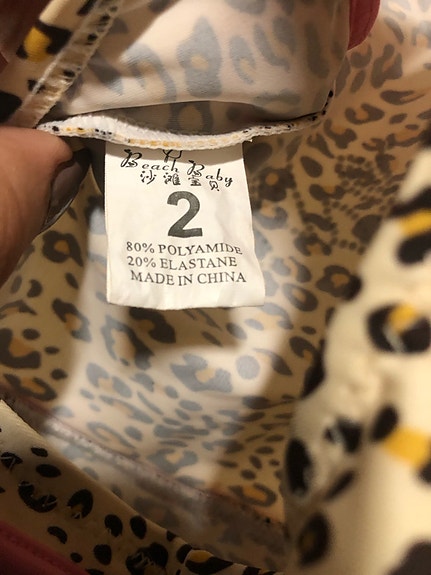 Beach Baby
沙滩宝贝
2
80% POLYAMIDE
20% ELASTANE
MADE IN CHINA